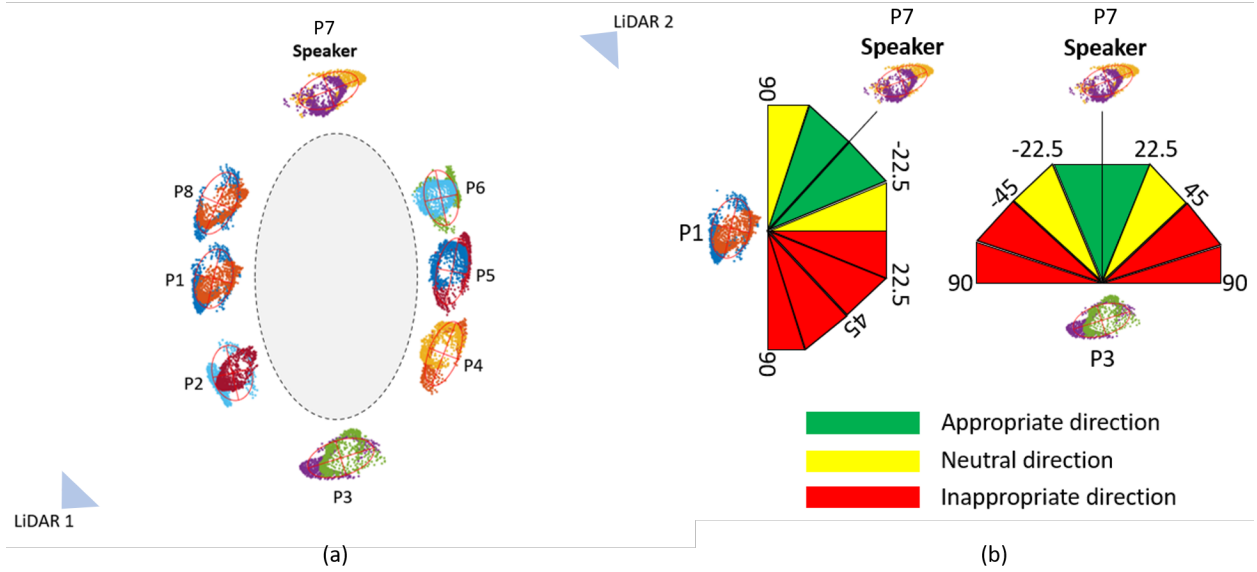 P7
Speaker
LiDAR 2
P8
P6
P1
P5
P2
P4
P3
LiDAR 1
(a)
P7
Speaker
P7
Speaker
90
-22.5
P1
22.5
45
90
-22.5
22.5
-45
45
90
90
P3
Appropriate direction
Neutral direction
Inappropriate direction
(b)